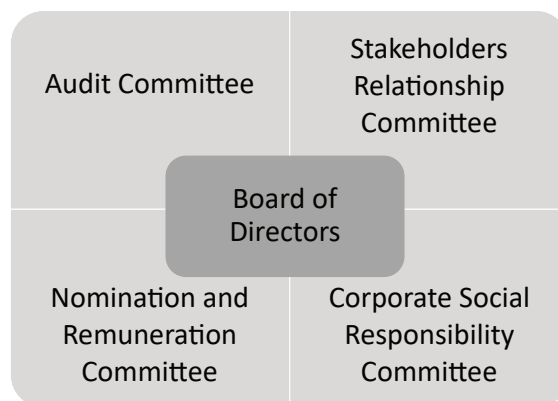 Audit Committee
Stakeholders
Relationship
Committee
Board of
Directors
Nomination and
Remuneration
Committee
Corporate Social
Responsibility
Committee